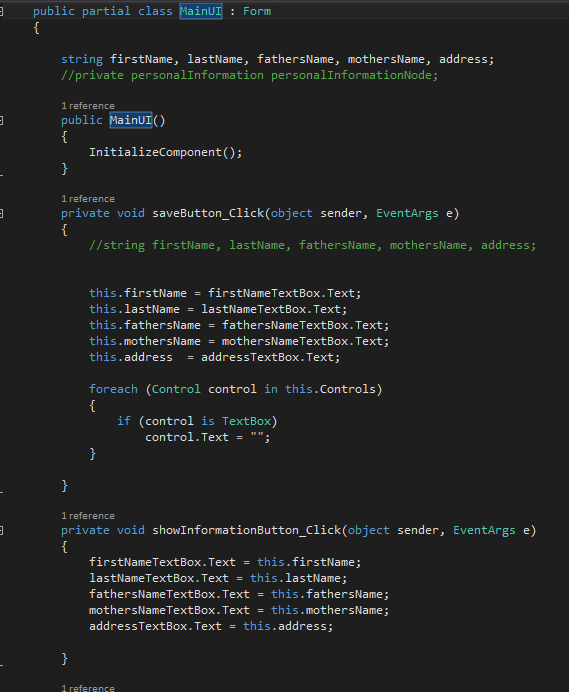 public partial class MainUI : Form
{
string firstName, lastName, fathersName, mothersName, address;
//private personalInformation personalInformationNode;
1 reference
public MainUI()
{
InitializeComponent();
}
1 reference
private void saveButton_Click(object sender, EventArgs e)
{
//string firstName, lastName, fathersName, mothersName, address;
this.firstName = firstNameTextBox.Text;
this.lastName = lastNameTextBox.Text;
this.fathersName = fathersNameTextBox.Text;
this.mothersName = mothersNameTextBox.Text;
this.address  = addressTextBox.Text;
foreach (Control control in this.Controls)
{
if (control is TextBox)
control.Text = "";
}
}
1 reference
private void showInformationButton_Click(object sender, EventArgs e)
{
firstNameTextBox.Text = this.firstName;
lastNameTextBox.Text = this.lastName;
fathersNameTextBox.Text = this.fathersName;
mothersNameTextBox.Text = this.mothersName;
addressTextBox.Text = this.address;
}
1 reference